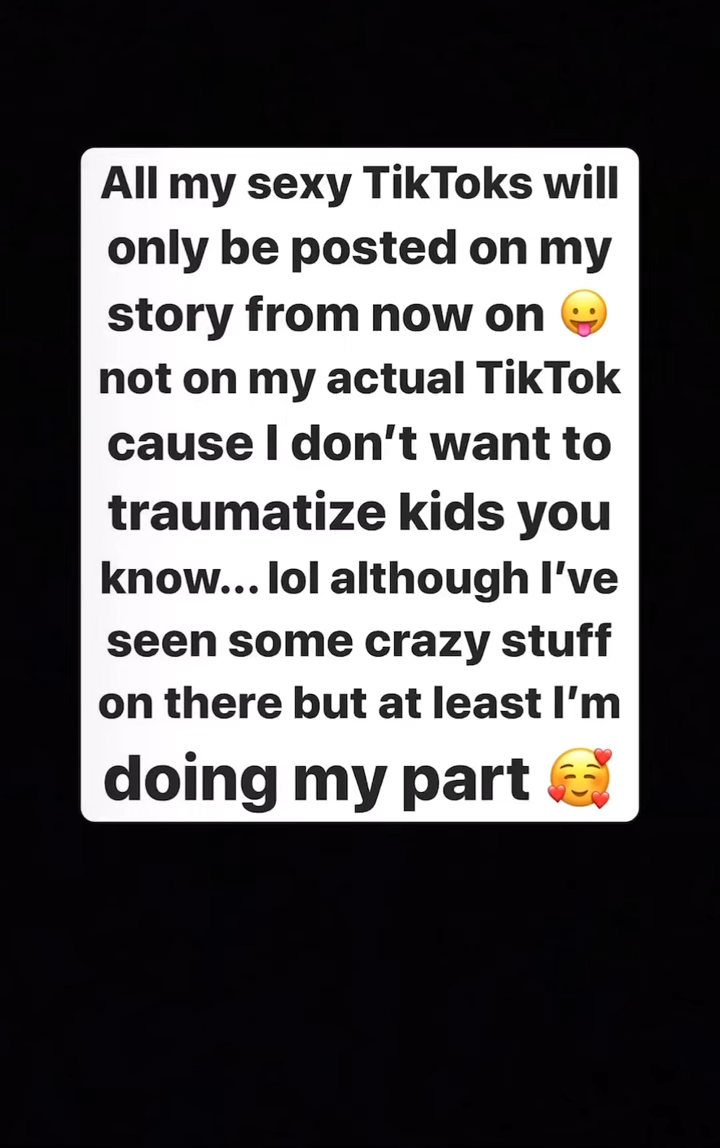 All my sexy TikToks will
only be posted on my
story from now on 😛
not on my actual TikTok
cause I don’t want to
traumatize kids you
know... lol although I’ve
seen some crazy stuff
on there but at least I’m
doing my part 🥰